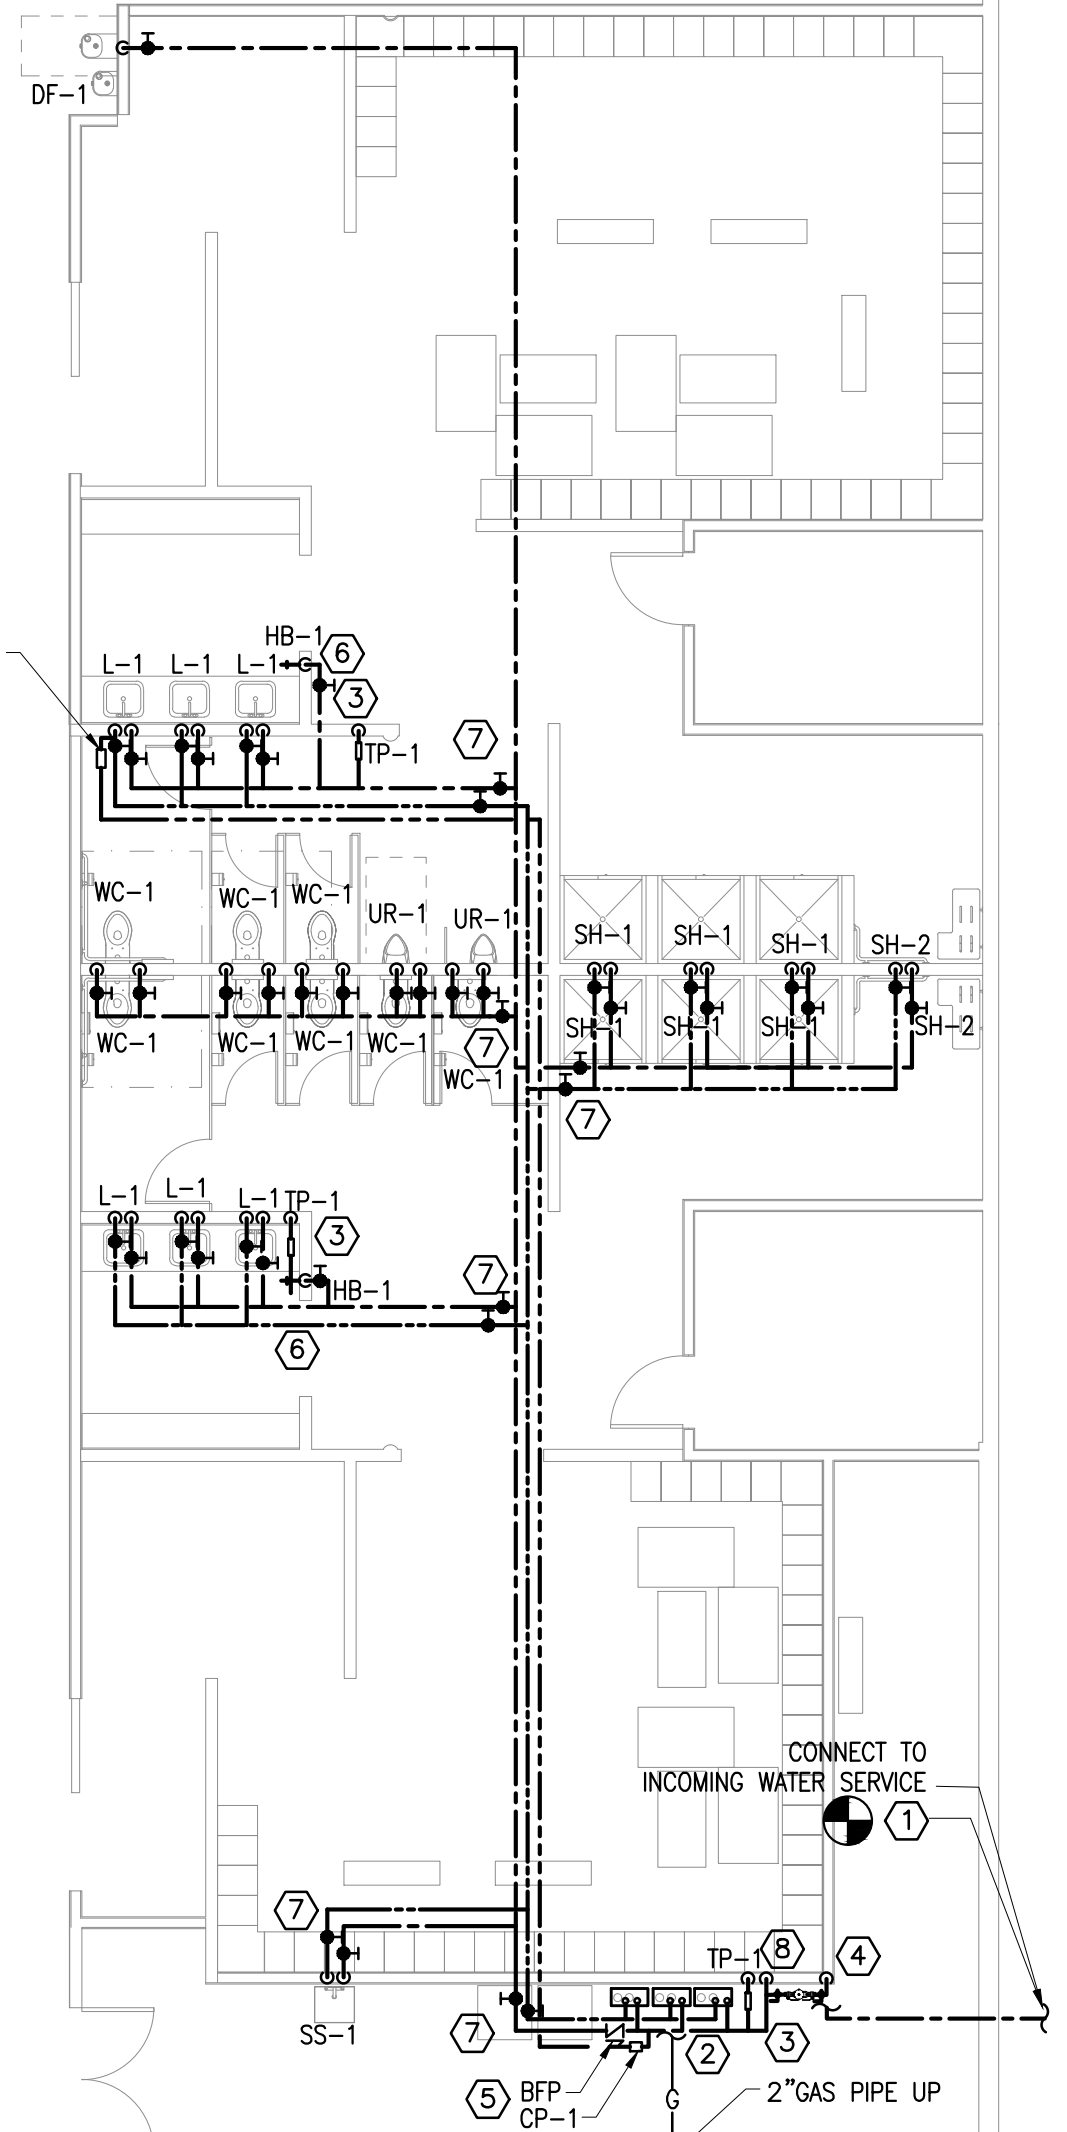 DF-1
HB-1
6
L-1 L-1 L-1
3
7
TP-1
WC-1 WC-1 WC-1
UR-1 UR-1
SH-1 SH-1 SH-1 SH-2
WC-1 WC-1 WC-1 WC-1
SH-1 SH-1 SH-1 SH-2
7
WC-1
7
L-1 L-1 L-1 TP-1
3
7
HB-1
6
CONNECT TO
INCOMING WATER SERVICE
1
7
TP-1 8 4
SS-1
7 2 3
5 BFP
CP-1
G
2"GAS PIPE UP